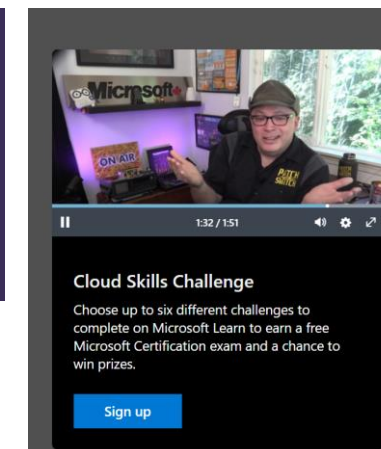 Microsoft
ON AIR
1:32 / 1:51
Cloud Skills Challenge
Choose up to six different challenges to
complete on Microsoft Learn to earn a free
Microsoft Certification exam and a chance to
win prizes.
Sign up